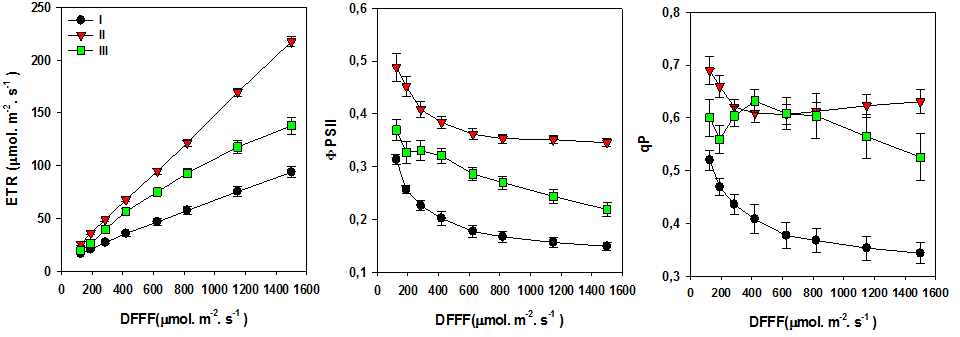 I
II
III
ETR (µmol. m⁻². s⁻¹)
250
200
150
100
50
0
0 200 400 600 800 1000 1200 1400 1600
DFFF(µmol. m⁻². s⁻¹)
Φ PSII
0,6
0,5
0,4
0,3
0,2
0,1
0 200 400 600 800 1000 1200 1400 1600
DFFF(µmol. m⁻². s⁻¹)
qP
0,8
0,7
0,6
0,5
0,4
0,3
0 200 400 600 800 1000 1200 1400 1600
DFFF(µmol. m⁻². s⁻¹)